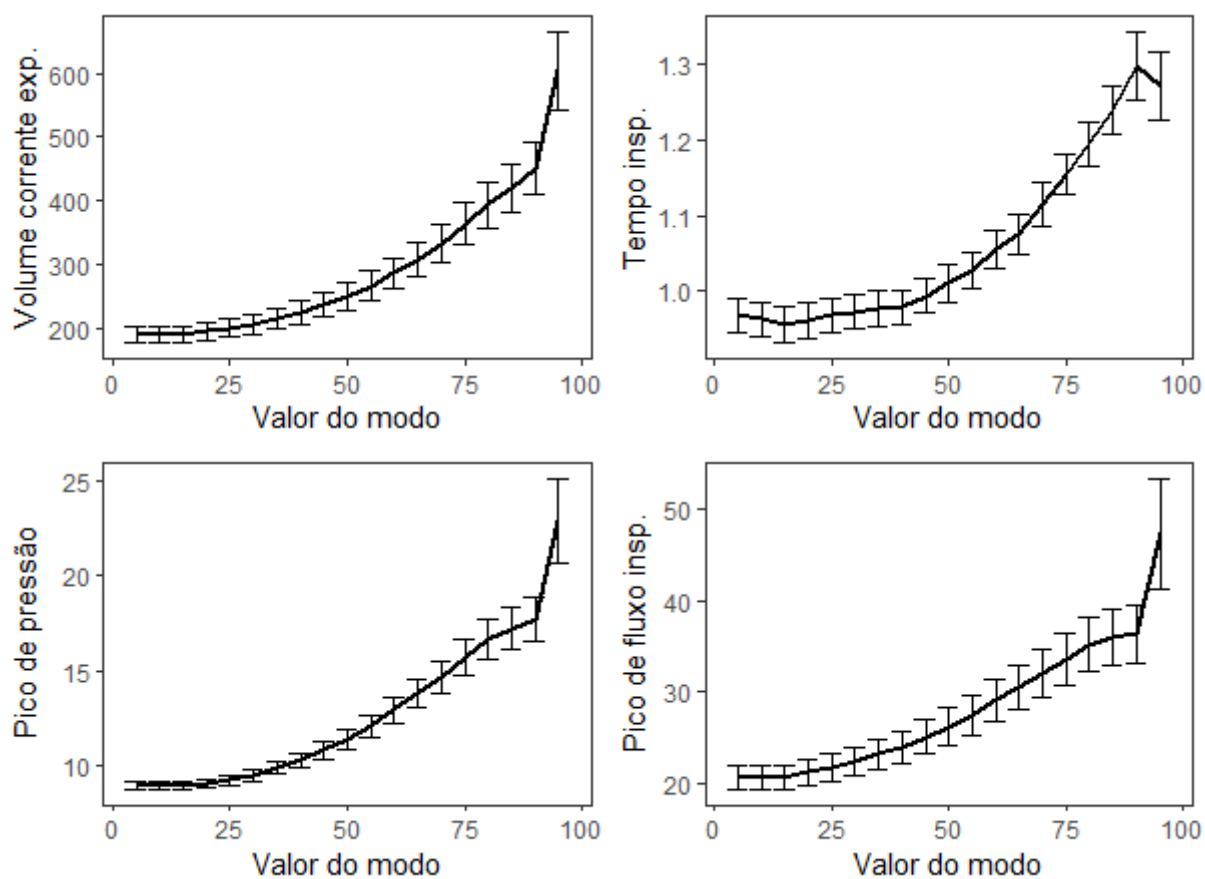 Volume corrente exp.
600
500
400
300
200
0 25 50 75 100
Valor do modo
Tempo insp.
1.3
1.2
1.1
1.0
0 25 50 75 100
Valor do modo
Pico de pressão
25
20
15
10
0 25 50 75 100
Valor do modo
Pico de fluxo insp.
50
40
30
20
0 25 50 75 100
Valor do modo